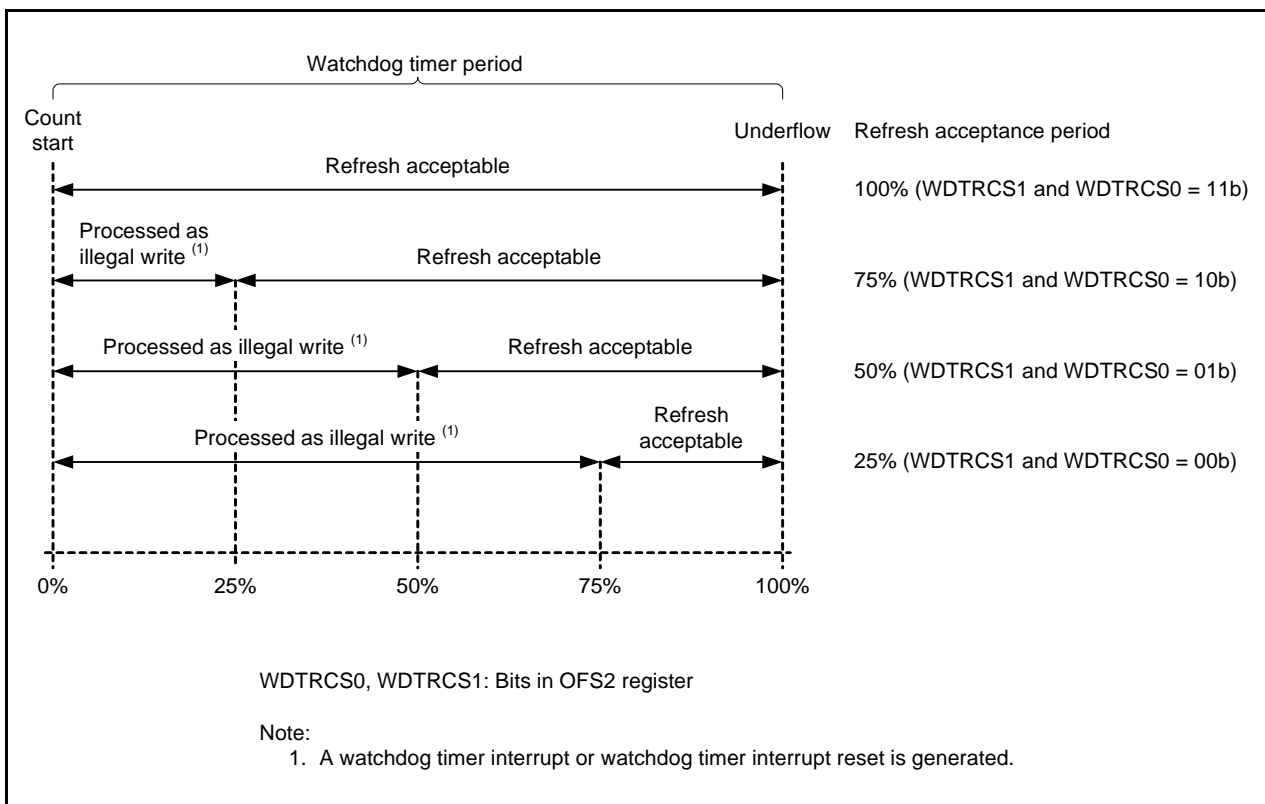 Watchdog timer period
Count
start
Underflow
Refresh acceptance period
Refresh acceptable
100% (WDTRCS1 and WDTRCS0 = 11b)
Processed as
illegal write (1)
Refresh acceptable
75% (WDTRCS1 and WDTRCS0 = 10b)
Processed as illegal write (1)
Refresh acceptable
50% (WDTRCS1 and WDTRCS0 = 01b)
Processed as illegal write (1)
Refresh
acceptable
25% (WDTRCS1 and WDTRCS0 = 00b)
0%
25%
50%
75%
100%
WDTRCS0, WDTRCS1: Bits in OFS2 register
Note:
1. A watchdog timer interrupt or watchdog timer interrupt reset is generated.